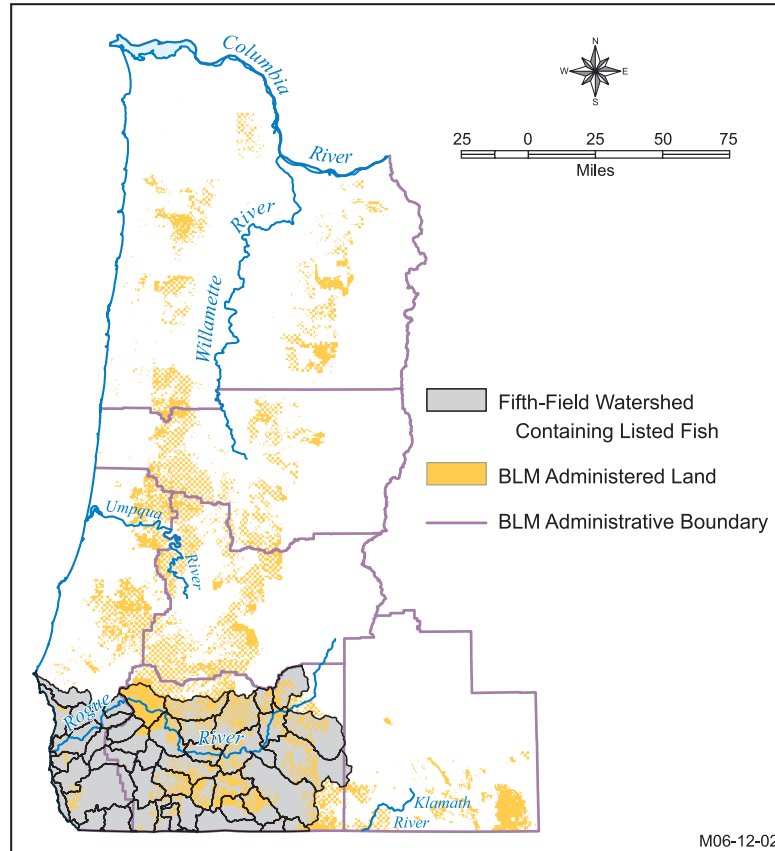 Columbia
River
N
W E
S
25 0 25 50 75
Miles
River
Willamette
Fifth-Field Watershed
Containing Listed Fish
BLM Administered Land
BLM Administrative Boundary
Umpqua
River
Rogue
River
Klamath
River
M06-12-02